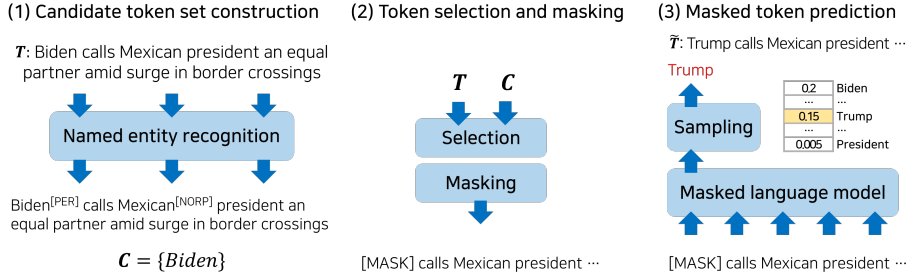 (1) Candidate token set construction
T: Biden calls Mexican president an equal
partner amid surge in border crossings
Named entity recognition
Biden[PER] calls Mexican[NORP] president an
equal partner amid surge in border crossings
C = {Biden}
(2) Token selection and masking
T C
Selection
Masking
[MASK] calls Mexican president ⋯
(3) Masked token prediction
T̃: Trump calls Mexican president ⋯
Trump
Sampling
0.2 Biden
⋯ ⋯
0.15 Trump
⋯ ⋯
0.005 President
Masked language model
[MASK] calls Mexican president ⋯